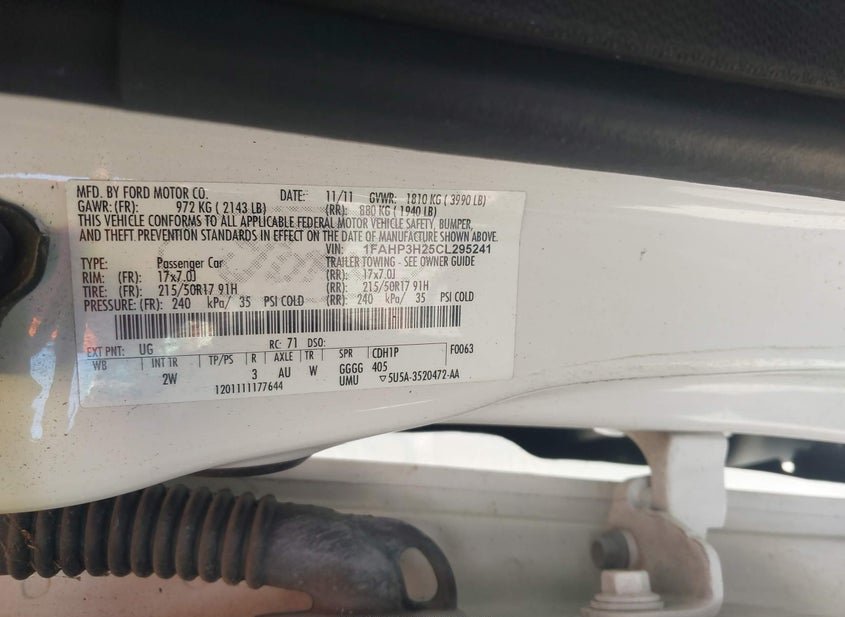 MFD. BY FORD MOTOR CO. DATE: 11/11 GVWR: 1810 KG ( 3990 LB)
GAWR: (FR): 972 KG ( 2143 LB) (RR): 880 KG ( 1940 LB)
THIS VEHICLE CONFORMS TO ALL APPLICABLE FEDERAL MOTOR VEHICLE SAFETY, BUMPER,
AND THEFT PREVENTION STANDARDS IN EFFECT ON THE DATE OF MANUFACTURE SHOWN ABOVE.
VIN: 1FAHP3H25CL295241
TYPE: Passenger Car TRAILER TOWING - SEE OWNER GUIDE
RIM: (FR): 17x7.0J (RR): 17x7.0J
TIRE: (FR): 215/50R17 91H (RR): 215/50R17 91H
PRESSURE: (FR): 240 kPa/ 35 PSI COLD (RR): 240 kPa/ 35 PSI COLD
EXT PNT: UG RC: 71 DSO: F0063
WB INT TR TP/PS R AXLE TR SPR CDH1P
2W 3 AU W GGGG 405
1201111177644 UMU ▽5U5A-3520472-AA